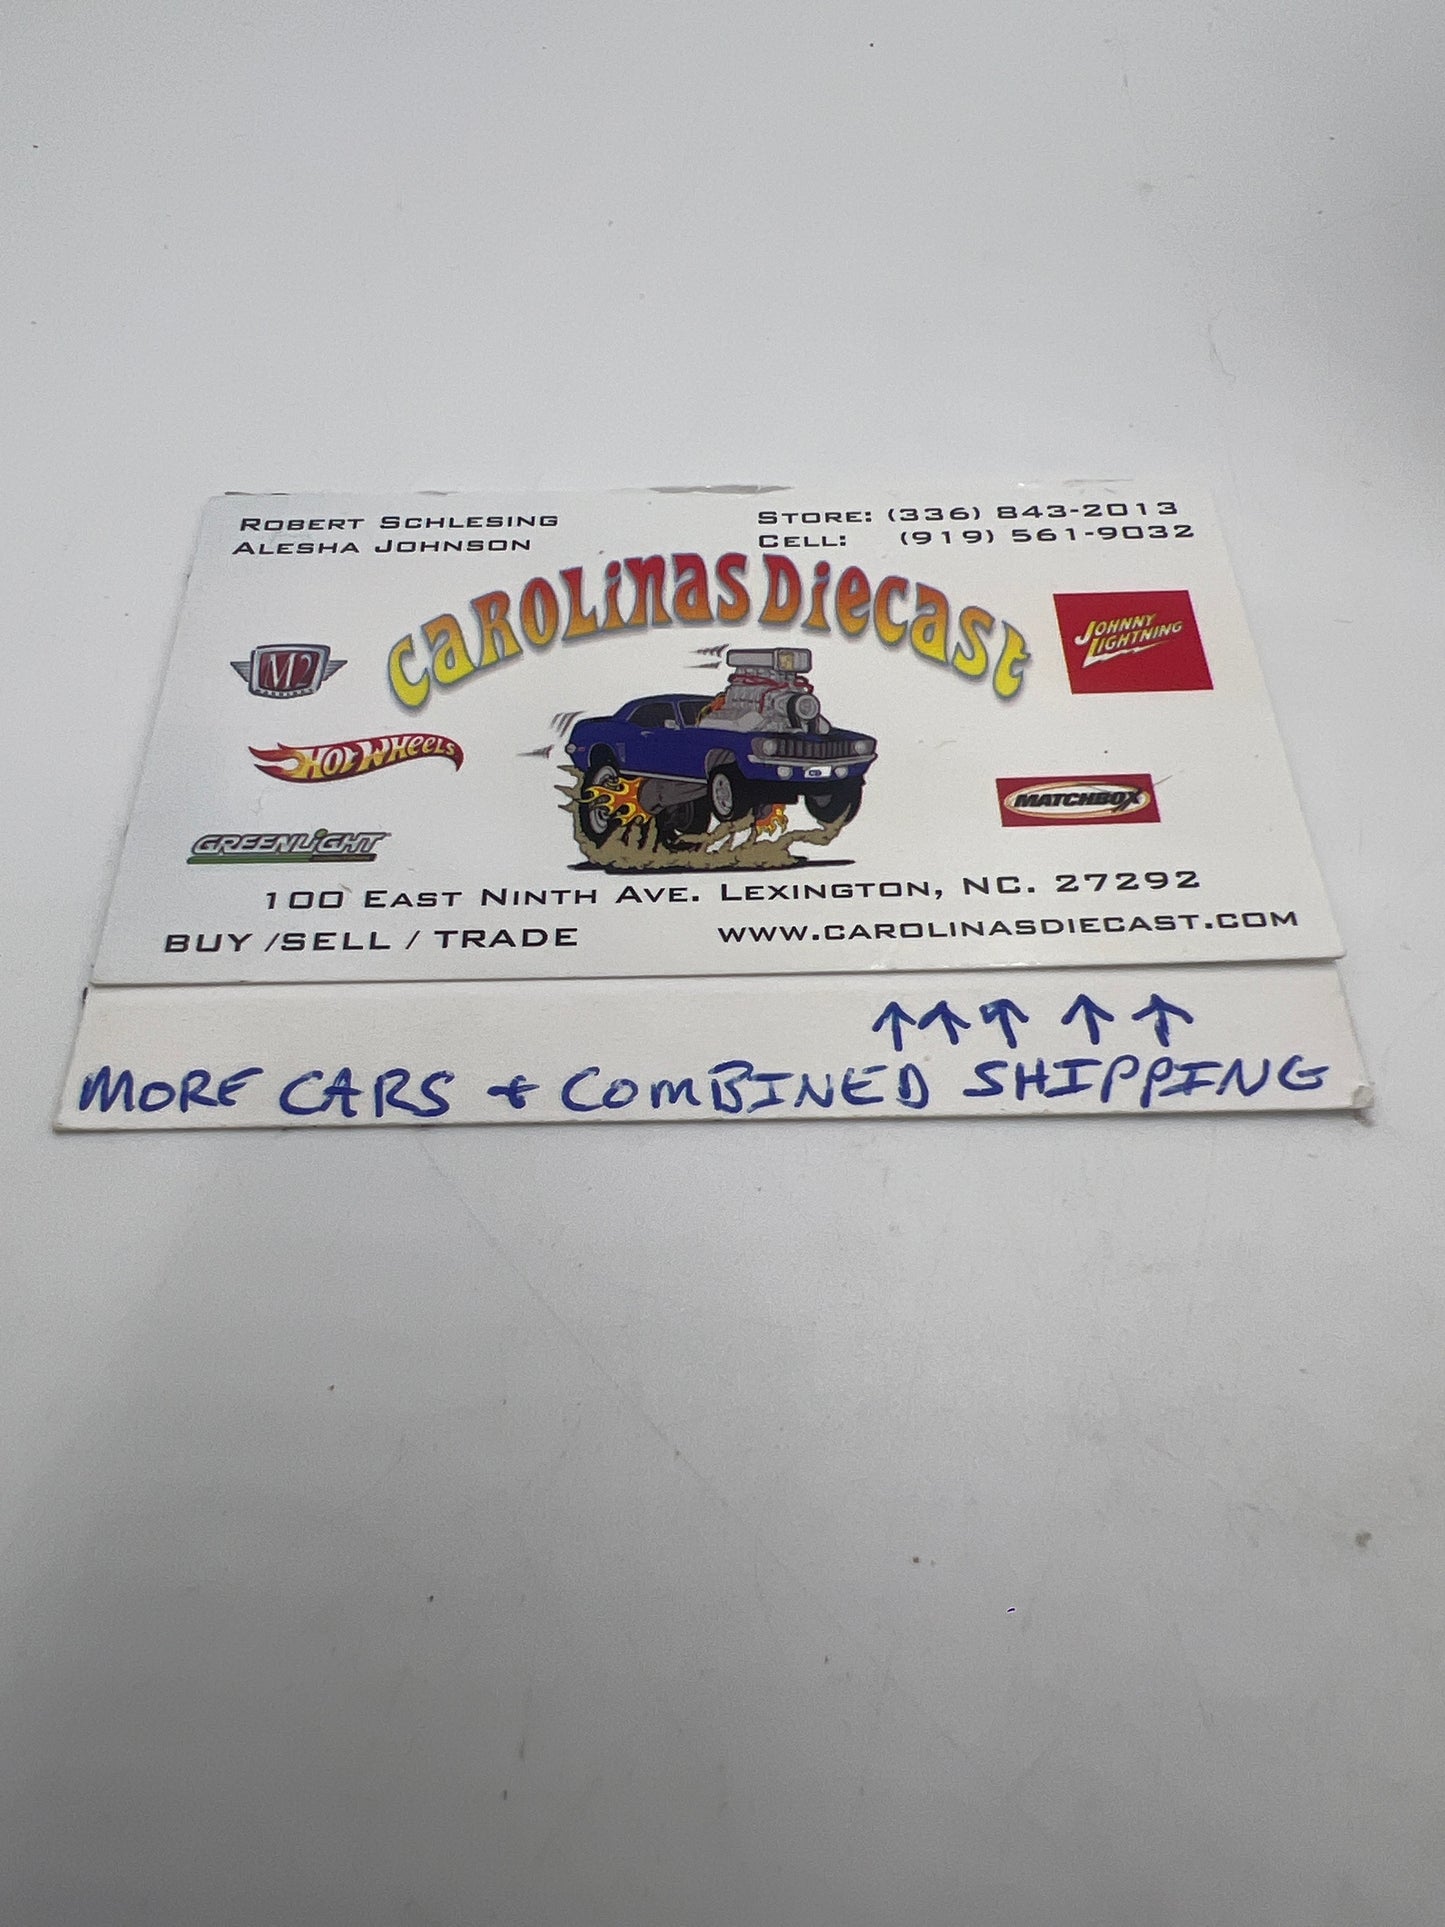 ROBERT SCHLESING
ALESHA JOHNSON
STORE: (336) 843-2013
CELL: (919) 561-9032
CAROLINAS DIECAST
M2
JOHNNY LIGHTNING
HOT WHEELS
MATCHBOX
GREENLIGHT
100 EAST NINTH AVE. LEXINGTON, NC. 27292
BUY /SELL / TRADE
WWW.CAROLINASDIECAST.COM
↑↑↑↑↑
MORE CARS + COMBINED SHIPPING